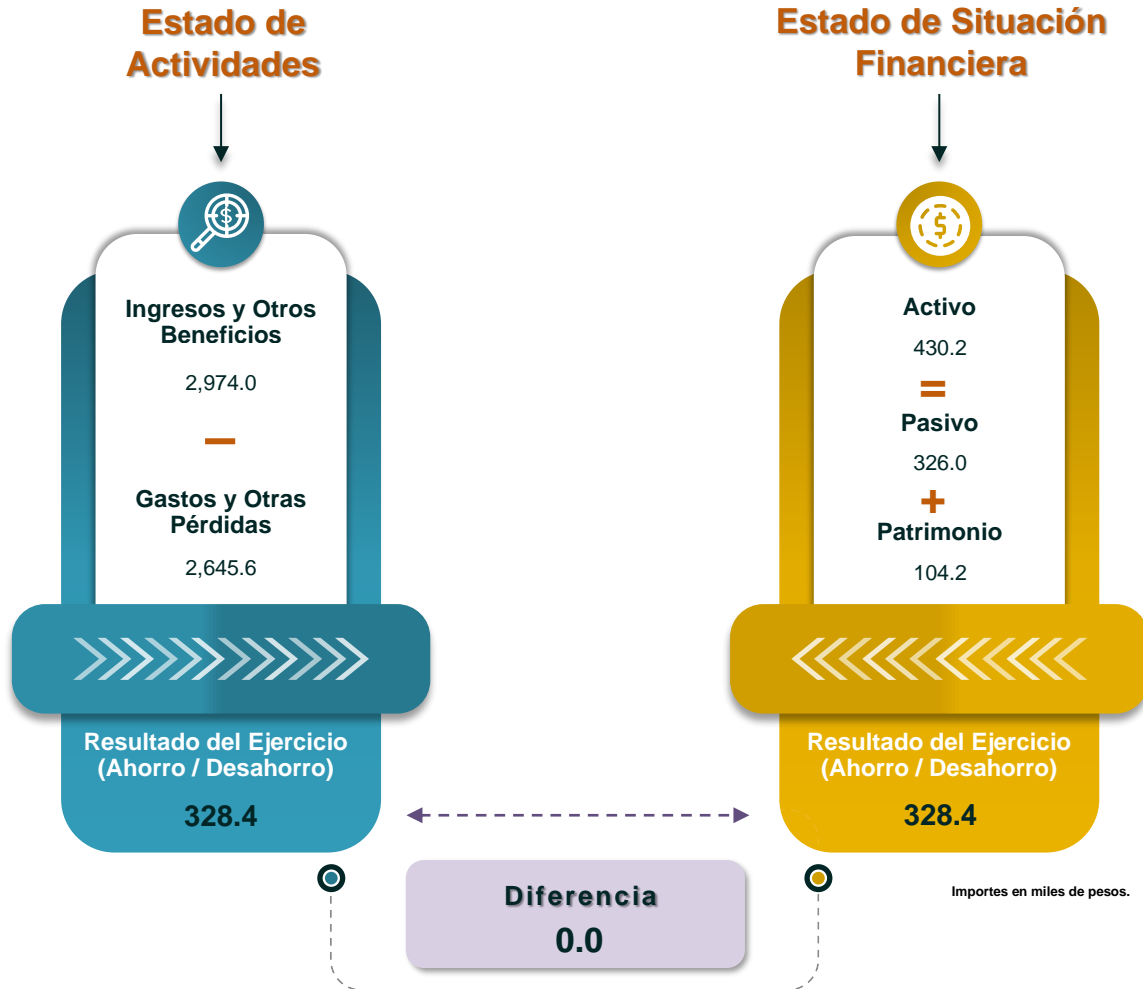 Estado de
Actividades
Ingresos y Otros
Beneficios
2,974.0
–
Gastos y Otras
Pérdidas
2,645.6
Resultado del Ejercicio
(Ahorro / Desahorro)
328.4
Estado de Situación
Financiera
$
Activo
430.2
=
Pasivo
326.0
+
Patrimonio
104.2
Resultado del Ejercicio
(Ahorro / Desahorro)
328.4
Diferencia
0.0
Importes en miles de pesos.